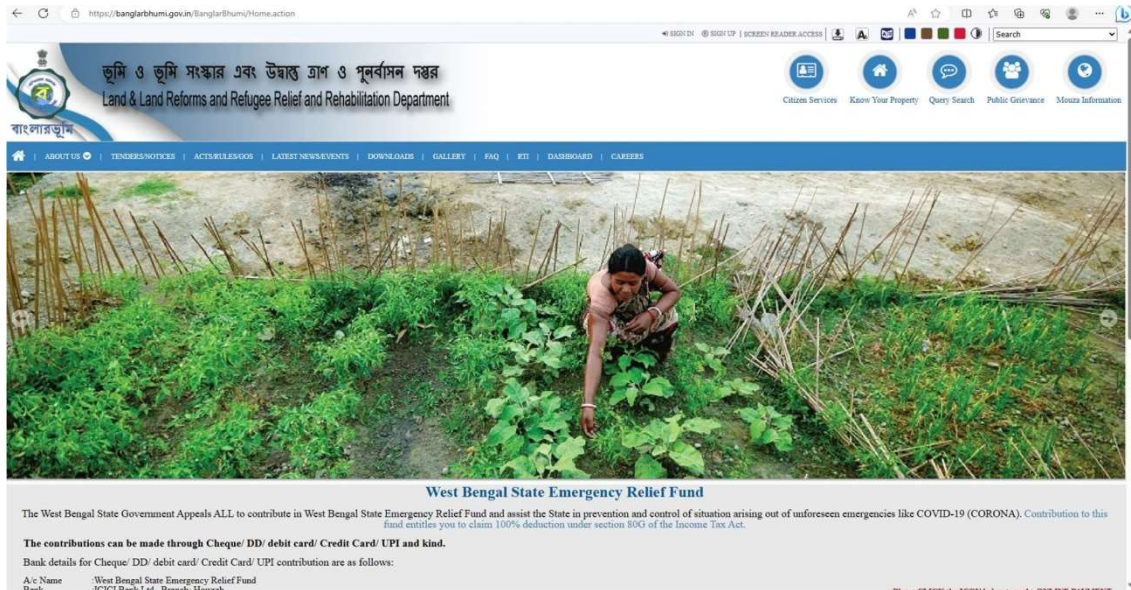 https://banglarbhumi.gov.in/BanglarBhumi/Home.action
SIGN IN SIGN UP | SCREEN READER ACCESS
Search
ভূমি ও ভূমি সংস্কার এবং উদ্বাস্তু ত্রাণ ও পূনর্বাসন দপ্তর
Land & Land Reforms and Refugee Relief and Rehabilitation Department
বাংলারভূমি
Citizen Services Know Your Property Query Search Public Grievance Mouza Information
ABOUT US | TENDERS/NOTICES | ACTS/RULES/GOS | LATEST NEWS/EVENTS | DOWNLOADS | GALLERY | FAQ | RTI | DASHBOARD | CAREERS
West Bengal State Emergency Relief Fund
The West Bengal State Government Appeals ALL to contribute in West Bengal State Emergency Relief Fund and assist the State in prevention and control of situation arising out of unforeseen emergencies like COVID-19 (CORONA). Contribution to this
fund entitles you to claim 100% deduction under section 80G of the Income Tax Act.
The contributions can be made through Cheque/ DD/ debit card/ Credit Card/ UPI and kind.
Bank details for Cheque/ DD/ debit card/ Credit Card/ UPI contribution are as follows:
A/c Name :West Bengal State Emergency Relief Fund
Bank :ICICI Bank Ltd., Branch: Howrah